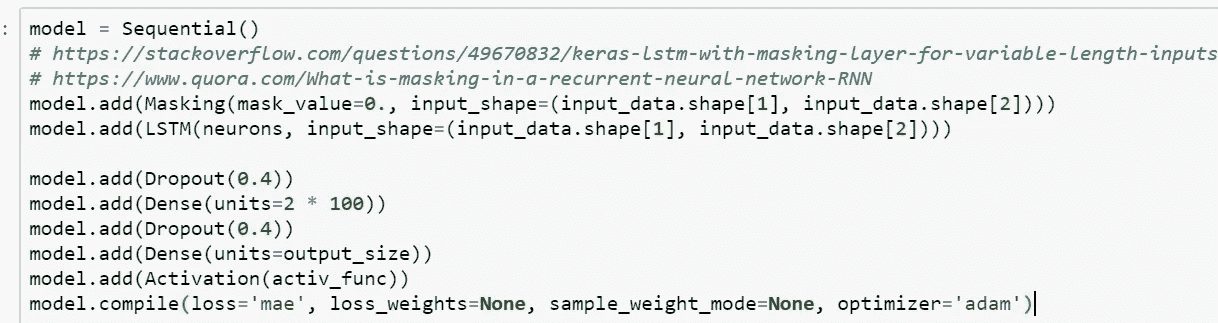 : model = Sequential()
# https://stackoverflow.com/questions/49670832/keras-lstm-with-masking-layer-for-variable-length-inputs
# https://www.quora.com/What-is-masking-in-a-recurrent-neural-network-RNN
model.add(Masking(mask_value=0., input_shape=(input_data.shape[1], input_data.shape[2])))
model.add(LSTM(neurons, input_shape=(input_data.shape[1], input_data.shape[2])))
model.add(Dropout(0.4))
model.add(Dense(units=2 * 100))
model.add(Dropout(0.4))
model.add(Dense(units=output_size))
model.add(Activation(activ_func))
model.compile(loss='mae', loss_weights=None, sample_weight_mode=None, optimizer='adam')